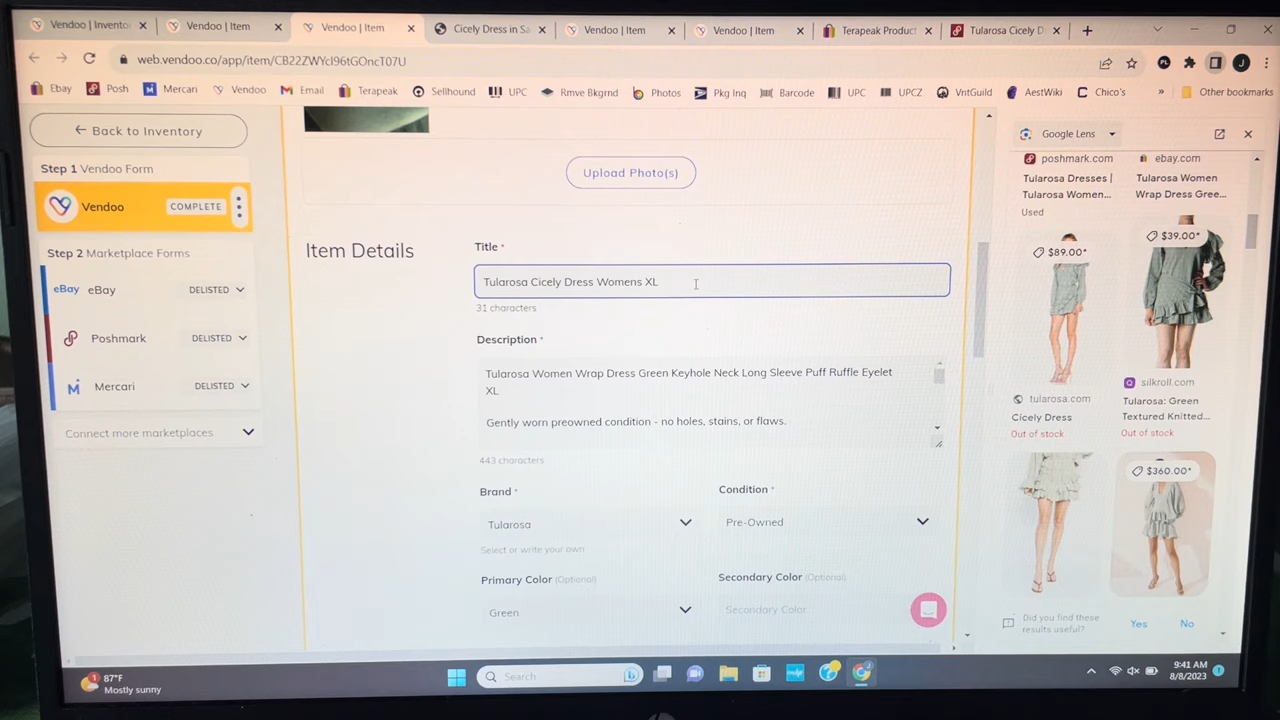 Vendoo | Invento
Vendoo | Item
Vendoo | Item
Cicely Dress in Sa
Vendoo | Item
Vendoo | Item
Terapeak Product
Tularosa Cicely D
web.vendoo.co/app/item/
Ebay
Posh
Mercari
Vendoo
Email
Terapeak
Sellhound
UPC
Rmve Bkgrnd
Photos
Pkg Inq
Barcode
UPC
UPCZ
VntGuild
AestWiki
Chico's
»
Other bookmarks
← Back to Inventory
Step 1 Vendoo Form
Vendoo
COMPLETE
Step 2 Marketplace Forms
eBay eBay DELISTED
Poshmark DELISTED
Mercari DELISTED
Connect more marketplaces
Upload Photo(s)
Item Details
Title *
Tularosa Cicely Dress Womens XL
31 characters
Description *
Tularosa Women Wrap Dress Green Keyhole Neck Long Sleeve Puff Ruffle Eyelet
XL
Gently worn preowned condition - no holes, stains, or flaws.
443 characters
Brand *
Tularosa
Select or write your own
Condition *
Pre-Owned
Primary Color (Optional)
Green
Secondary Color (Optional)
Secondary Color
Google Lens
poshmark.com
Tularosa Dresses |
Tularosa Women...
Used
ebay.com
Tularosa Women
Wrap Dress Gree...
$89.00*
tularosa.com
Cicely Dress
Out of stock
$39.00*
silkroll.com
Tularosa: Green
Textured Knitted...
Out of stock
$360.00*
Did you find these
results useful?
Yes
No
1
87°F
Mostly sunny
Search
9:41 AM
8/8/2023
1